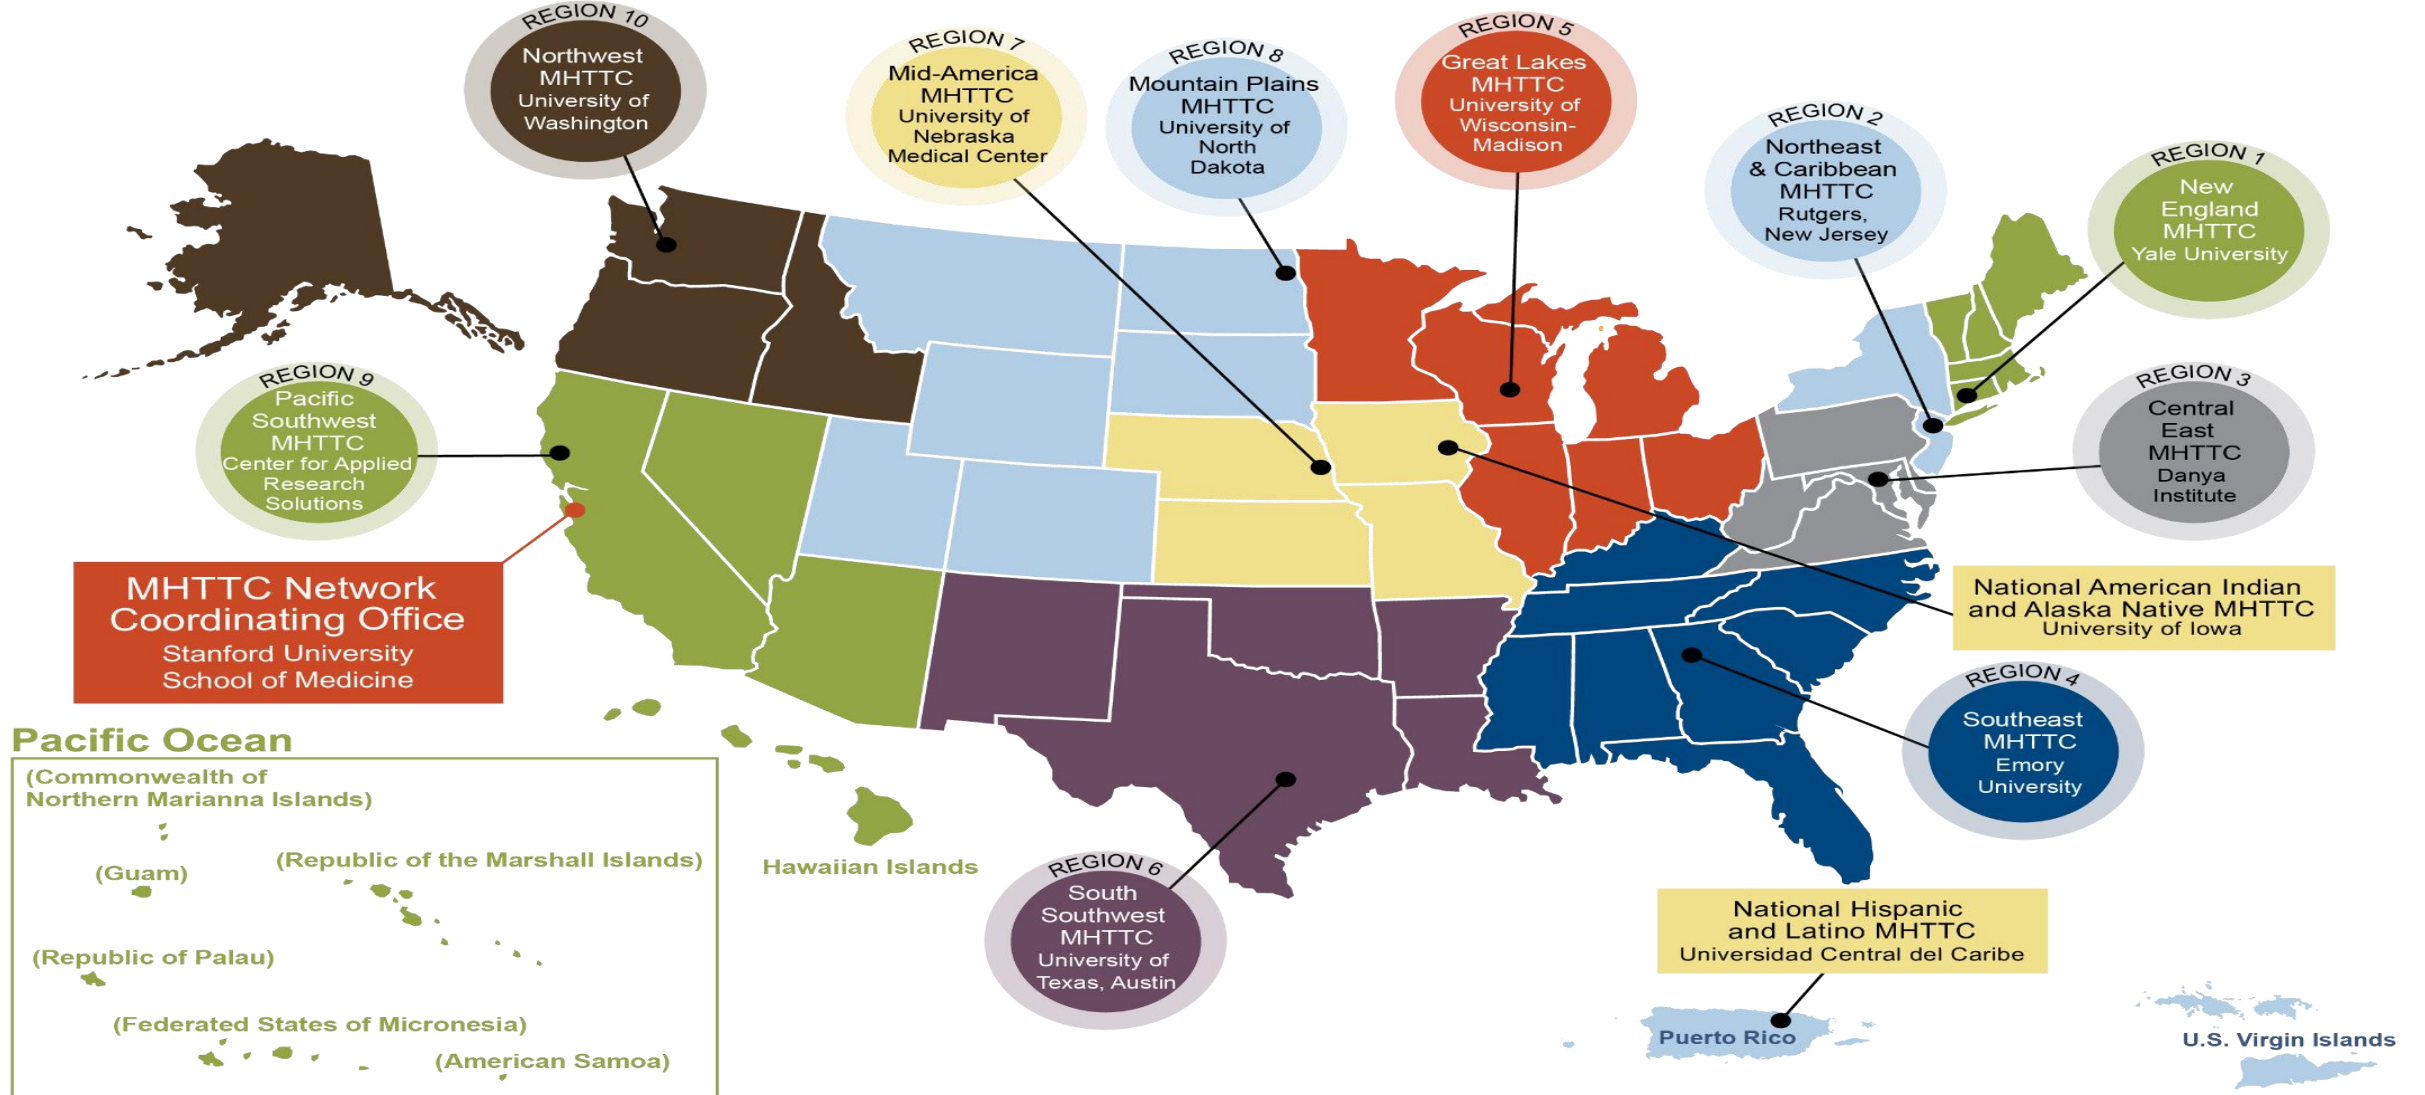 REGION 10
Northwest
MHTTC
University of
Washington
REGION 7
Mid-America
MHTTC
University of
Nebraska
Medical Center
REGION 8
Mountain Plains
MHTTC
University of
North
Dakota
REGION 5
Great Lakes
MHTTC
University of
Wisconsin-
Madison
REGION 2
Northeast
& Caribbean
MHTTC
Rutgers,
New Jersey
REGION 1
New
England
MHTTC
Yale University
REGION 9
Pacific
Southwest
MHTTC
Center for Applied
Research
Solutions
REGION 3
Central
East
MHTTC
Danya
Institute
MHTTC Network
Coordinating Office
Stanford University
School of Medicine
National American Indian
and Alaska Native MHTTC
University of Iowa
REGION 4
Southeast
MHTTC
Emory
University
Pacific Ocean
(Commonwealth of
Northern Marianna Islands)
(Guam)
(Republic of the Marshall Islands)
(Republic of Palau)
(Federated States of Micronesia)
(American Samoa)
Hawaiian Islands
REGION 6
South
Southwest
MHTTC
University of
Texas, Austin
National Hispanic
and Latino MHTTC
Universidad Central del Caribe
Puerto Rico
U.S. Virgin Islands